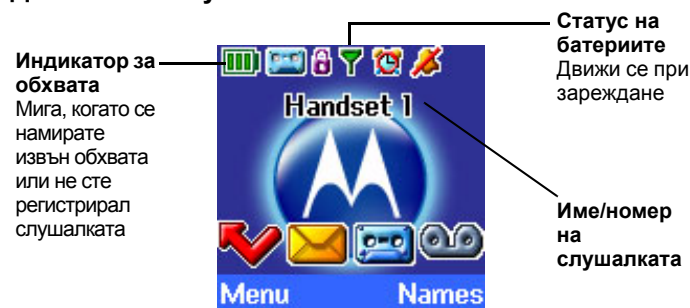 Индикатор за
обхвата
Мига, когато се
намирате
извън обхвата
или не сте
регистрирал
слушалката
Handset 1
Menu Names
Статус на
батериите
Движи се при
зареждане
Име/номер
на
слушалката